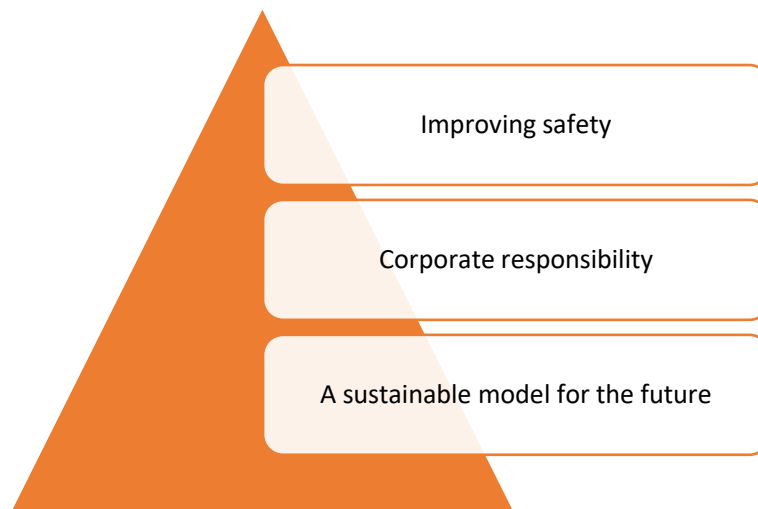 Improving safety
Corporate responsibility
A sustainable model for the future